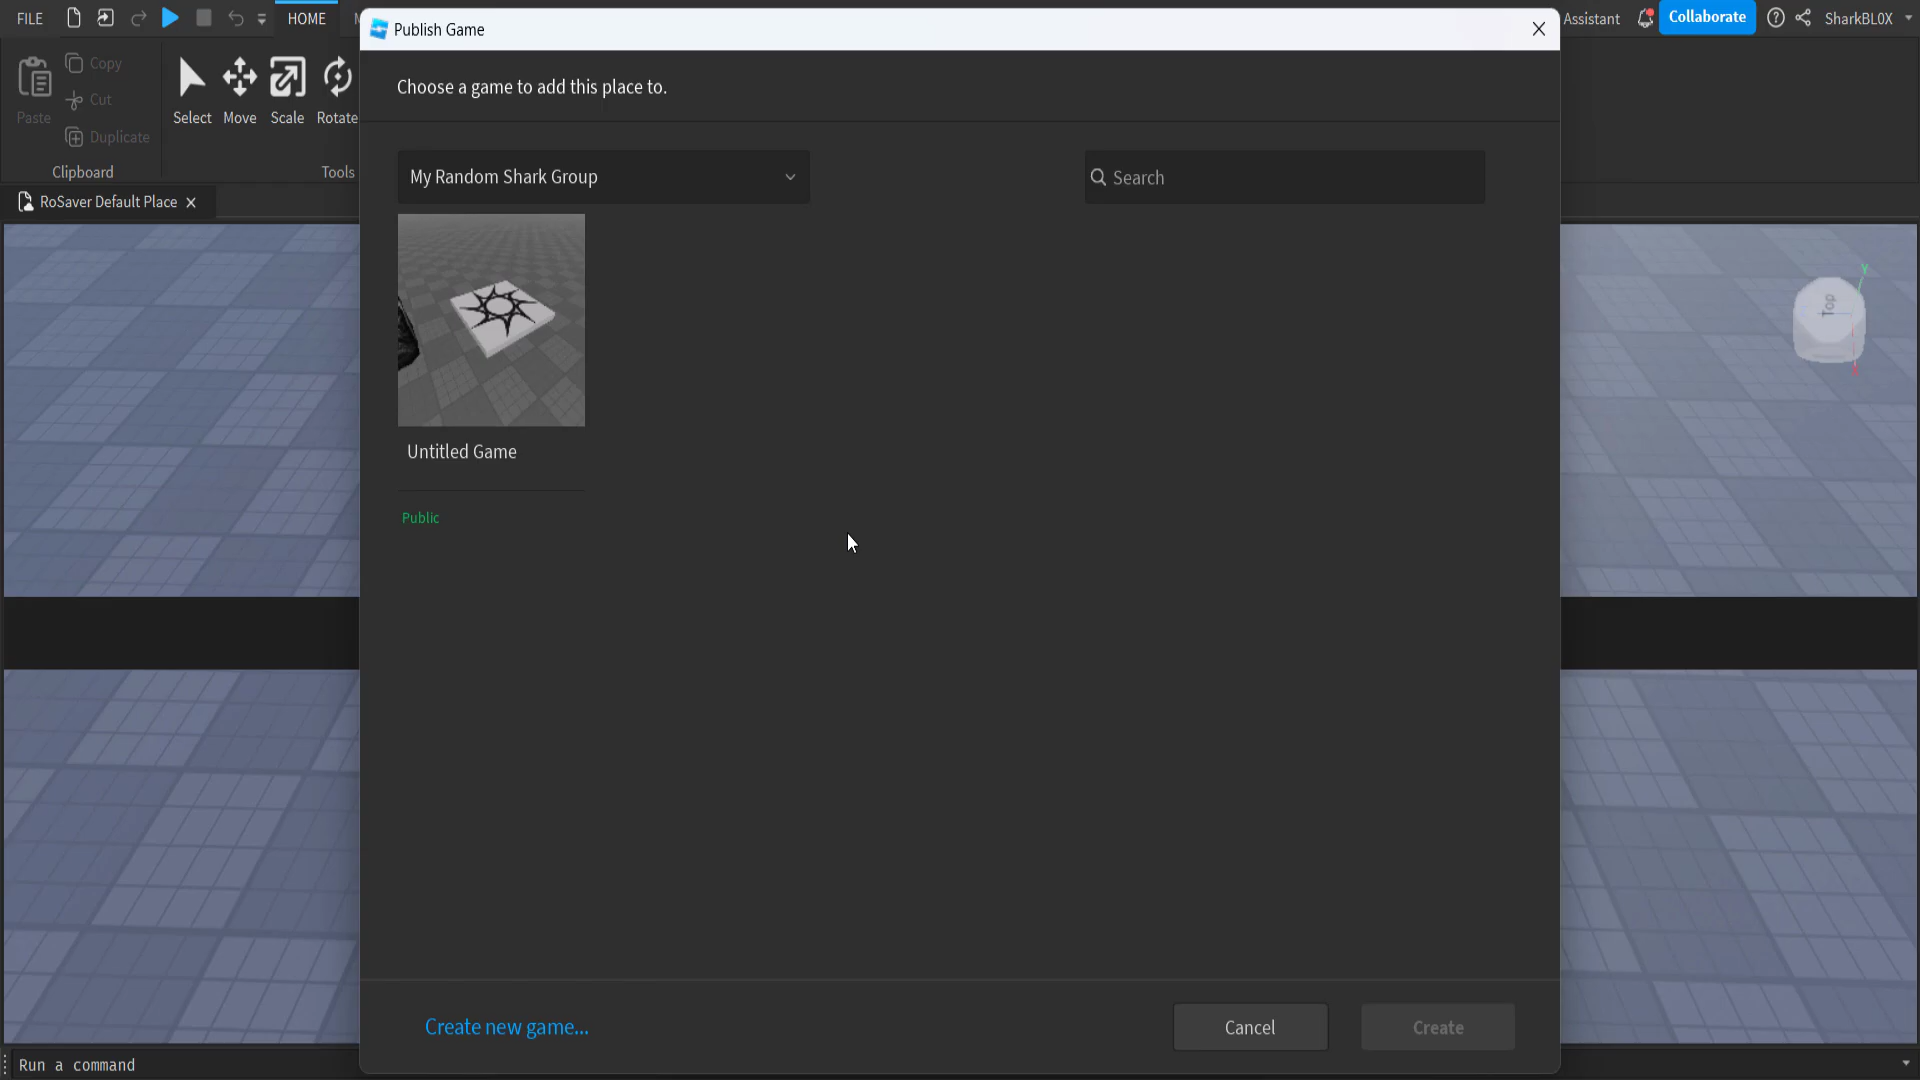 FILE
HOME
Publish Game
Assistant
Collaborate
SharkBL0X
Copy
Cut
Paste
Duplicate
Clipboard
Select
Move
Scale
Rotate
Tools
Choose a game to add this place to.
RoSaver Default Place
My Random Shark Group
Search
Y
Top
Untitled Game
Public
Create new game...
Cancel
Create
Run a command